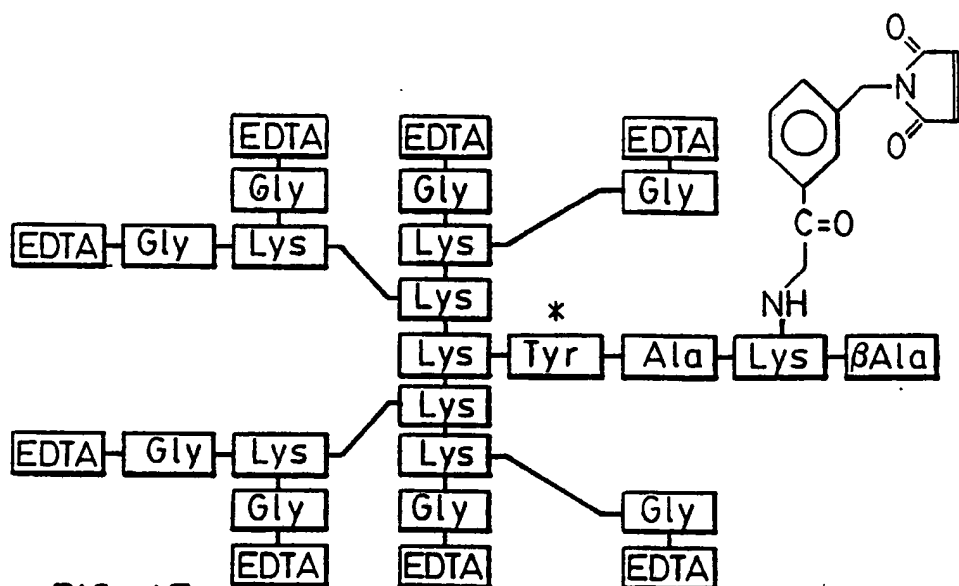 O
N
O
EDTA EDTA EDTA
Gly Gly Gly
C=O
EDTA Gly Lys Lys
Lys
NH
*
Lys Tyr Ala Lys βAla
Lys
EDTA Gly Lys Lys
Gly Gly Gly
EDTA EDTA EDTA